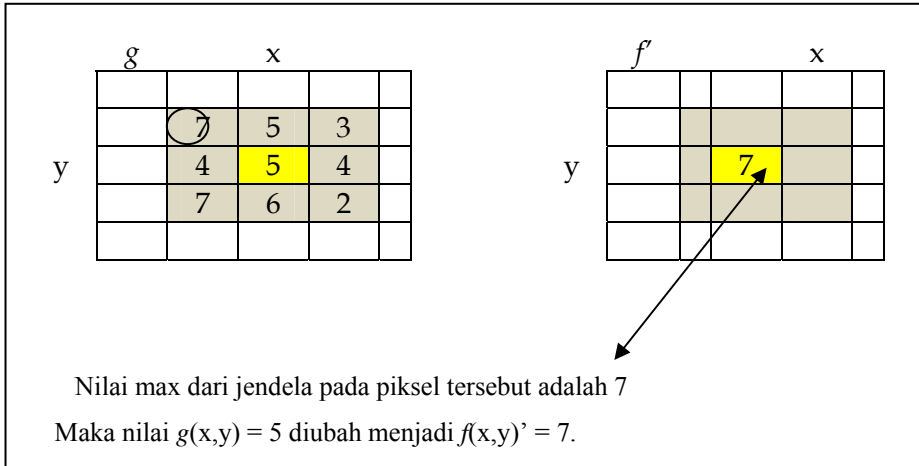 g x f′ x
7 5 3
y 4 5 4 y 7
7 6 2
Nilai max dari jendela pada piksel tersebut adalah 7
Maka nilai g(x,y) = 5 diubah menjadi f(x,y)’ = 7.